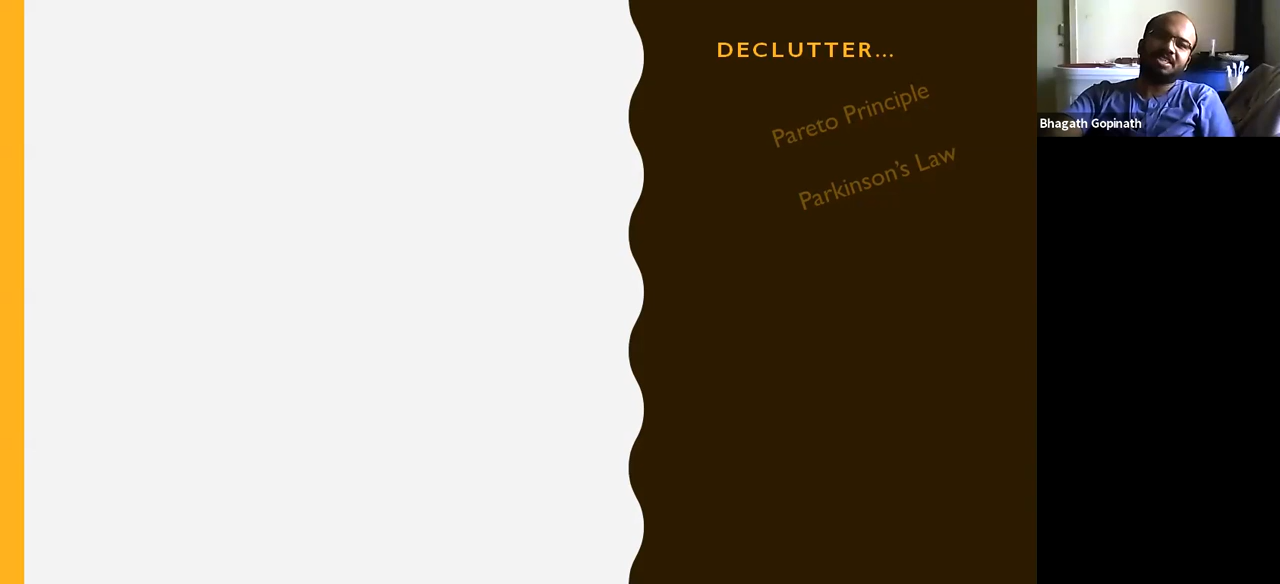 DECLUTTER...
Pareto Principle
Parkinson's Law
Bhagath Gopinath